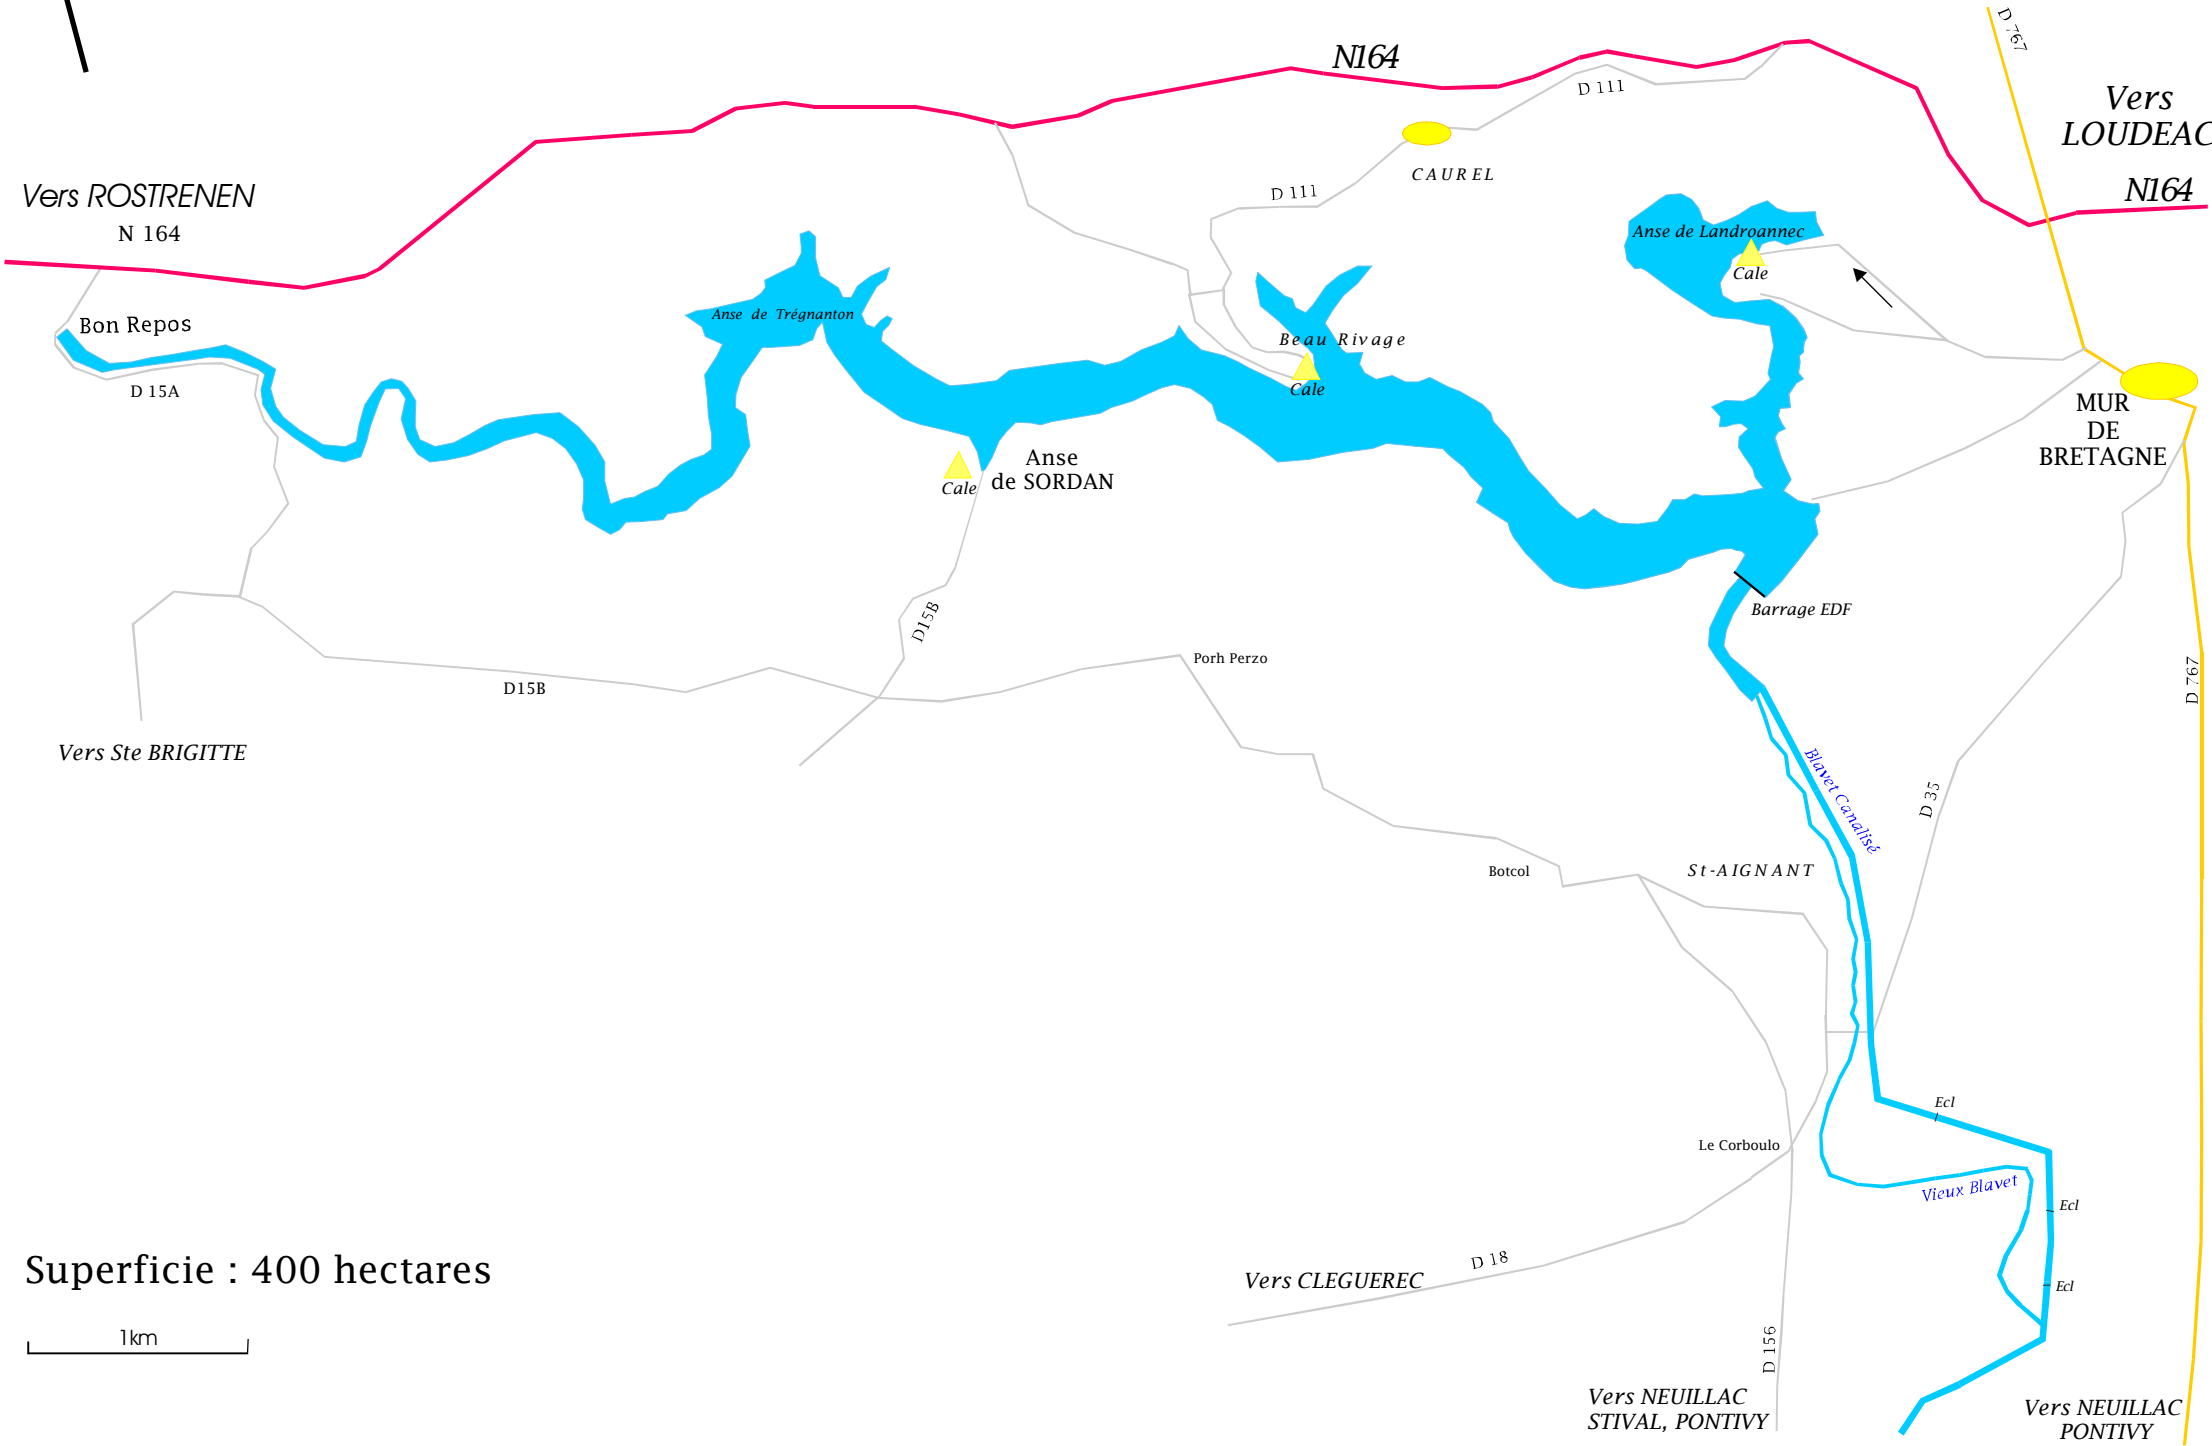 N164
D 767
D 111
Vers
LOUDEAC
CAUREL
N164
Vers ROSTRENEN
N 164
D 111
Anse de Landroannec
Cale
Bon Repos
Anse de Trégnanton
Beau Rivage
Cale
D 15A
MUR
DE
BRETAGNE
Anse
de SORDAN
Cale
Barrage EDF
D15B
Porh Perzo
D15B
D 767
Vers Ste BRIGITTE
Blavet Canalisé
D 35
Botcol
St-AIGNANT
Ecl
Le Corboulo
Vieux Blavet
Ecl
Superficie : 400 hectares
D 18
Vers CLEGUEREC
Ecl
1km
D 156
Vers NEUILLAC
STIVAL, PONTIVY
Vers NEUILLAC
PONTIVY